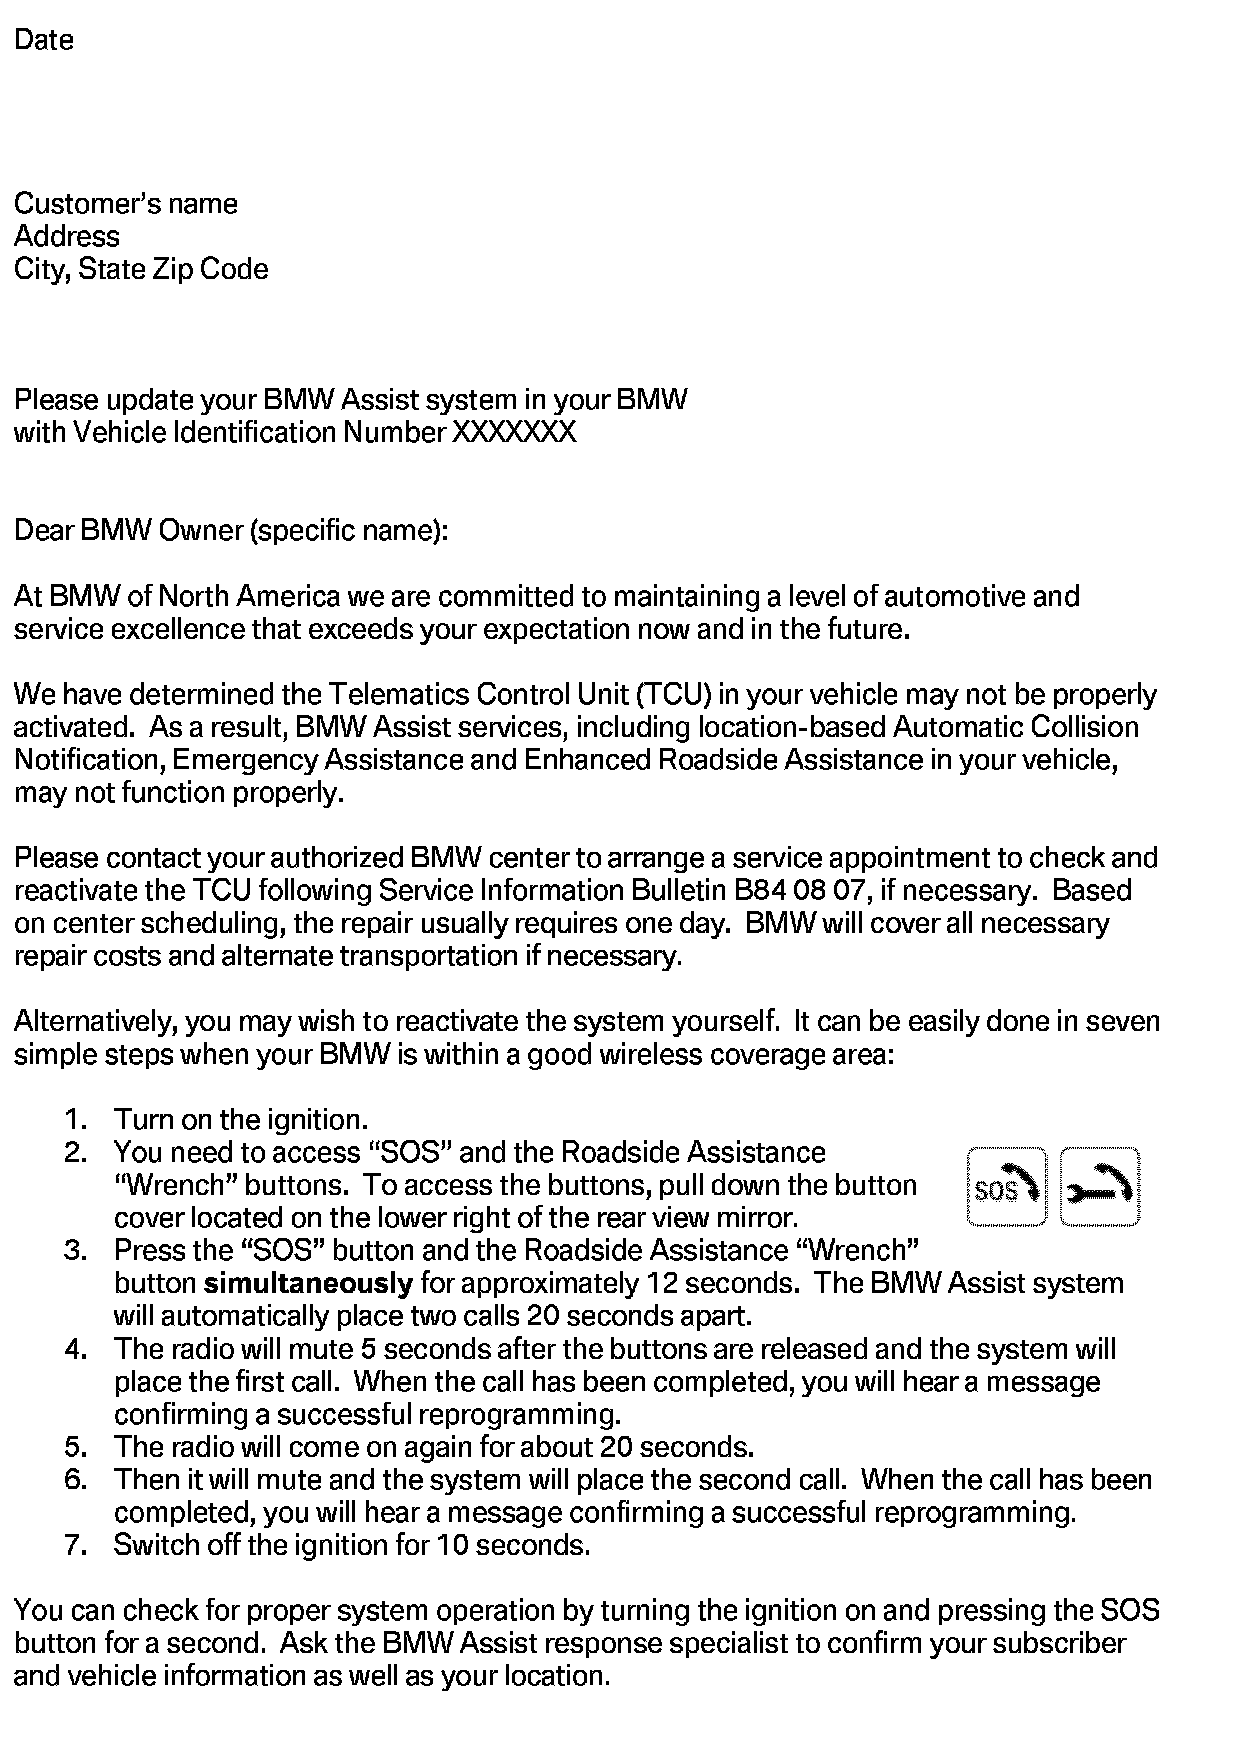 Date
Customer’s name
Address
City, State Zip Code
Please update your BMW Assist system in your BMW
with Vehicle Identification Number XXXXXXX
Dear BMW Owner (specific name):
At BMW of North America we are committed to maintaining a level of automotive and
service excellence that exceeds your expectation now and in the future.
We have determined the Telematics Control Unit (TCU) in your vehicle may not be properly
activated.  As a result, BMW Assist services, including location-based Automatic Collision
Notification, Emergency Assistance and Enhanced Roadside Assistance in your vehicle,
may not function properly.
Please contact your authorized BMW center to arrange a service appointment to check and
reactivate the TCU following Service Information Bulletin B84 08 07, if necessary.  Based
on center scheduling, the repair usually requires one day.  BMW will cover all necessary
repair costs and alternate transportation if necessary.
Alternatively, you may wish to reactivate the system yourself.  It can be easily done in seven
simple steps when your BMW is within a good wireless coverage area:
1. Turn on the ignition.
2. You need to access “SOS” and the Roadside Assistance
“Wrench” buttons.  To access the buttons, pull down the button
cover located on the lower right of the rear view mirror.
SOS
3. Press the “SOS” button and the Roadside Assistance “Wrench”
button simultaneously for approximately 12 seconds.  The BMW Assist system
will automatically place two calls 20 seconds apart.
4. The radio will mute 5 seconds after the buttons are released and the system will
place the first call.  When the call has been completed, you will hear a message
confirming a successful reprogramming.
5. The radio will come on again for about 20 seconds.
6. Then it will mute and the system will place the second call.  When the call has been
completed, you will hear a message confirming a successful reprogramming.
7. Switch off the ignition for 10 seconds.
You can check for proper system operation by turning the ignition on and pressing the SOS
button for a second.  Ask the BMW Assist response specialist to confirm your subscriber
and vehicle information as well as your location.